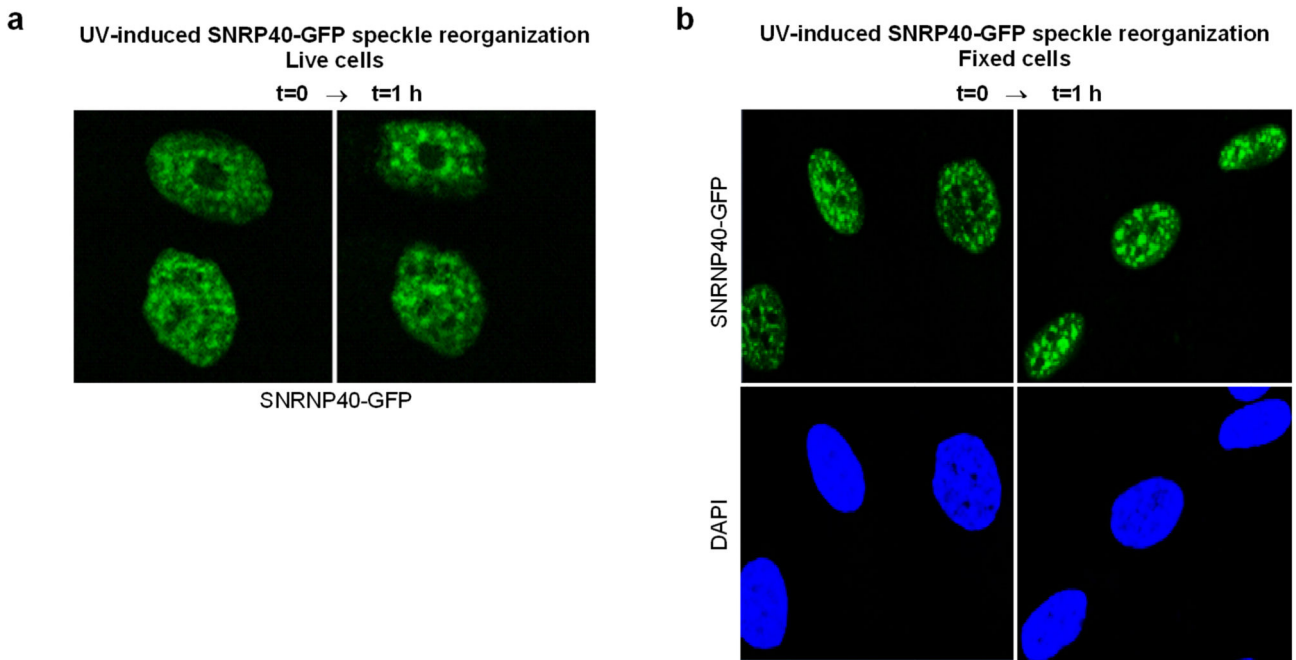 a
UV-induced SNRP40-GFP speckle reorganization
Live cells
t=0 → t=1 h
SNRNP40-GFP
b
UV-induced SNRP40-GFP speckle reorganization
Fixed cells
t=0 → t=1 h
SNRNP40-GFP
DAPI